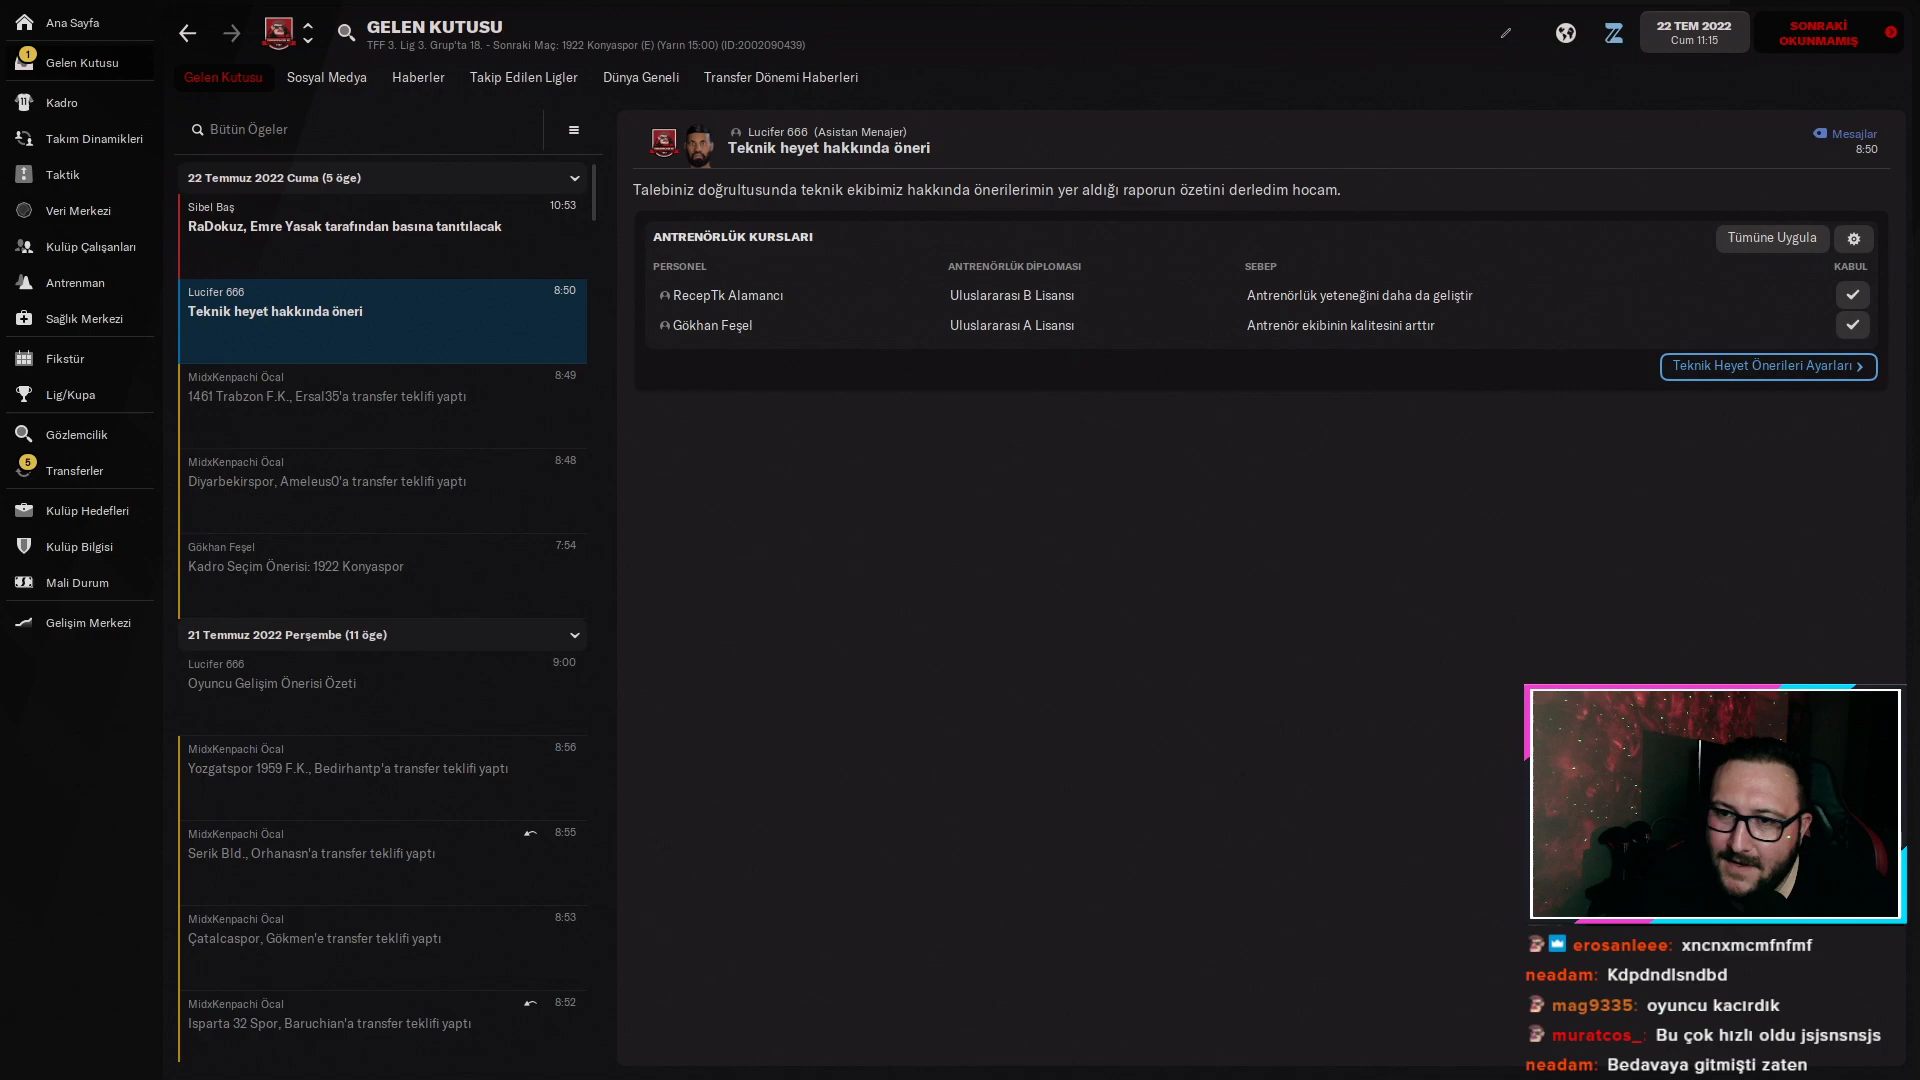 Ana Sayfa
1
Gelen Kutusu
Kadro
Takım Dinamikleri
Taktik
Veri Merkezi
Kulüp Çalışanları
Antrenman
Sağlık Merkezi
Fikstür
Lig/Kupa
Gözlemcilik
5
Transferler
Kulüp Hedefleri
Kulüp Bilgisi
Mali Durum
Gelişim Merkezi
GELEN KUTUSU
TFF 3. Lig 3. Grup'ta 18. - Sonraki Maç: 1922 Konyaspor (E) (Yarın 15:00) (ID:2002090439)
22 TEM 2022
Cum 11:15
SONRAKİ
OKUNMAMIŞ
Gelen Kutusu Sosyal Medya Haberler Takip Edilen Ligler Dünya Geneli Transfer Dönemi Haberleri
Bütün Ögeler
22 Temmuz 2022 Cuma (5 öge)
Sibel Baş 10:53
RaDokuz, Emre Yasak tarafından basına tanıtılacak
Lucifer 666 8:50
Teknik heyet hakkında öneri
MidxKenpachi Öcal 8:49
1461 Trabzon F.K., Ersal35'a transfer teklifi yaptı
MidxKenpachi Öcal 8:48
Diyarbekirspor, Ameleus0'a transfer teklifi yaptı
Gökhan Feşel 7:54
Kadro Seçim Önerisi: 1922 Konyaspor
21 Temmuz 2022 Perşembe (11 öge)
Lucifer 666 9:00
Oyuncu Gelişim Önerisi Özeti
MidxKenpachi Öcal 8:56
Yozgatspor 1959 F.K., Bedirhantp'a transfer teklifi yaptı
MidxKenpachi Öcal 8:55
Serik Bld., Orhanasn'a transfer teklifi yaptı
MidxKenpachi Öcal 8:53
Çatalcaspor, Gökmen'e transfer teklifi yaptı
MidxKenpachi Öcal 8:52
Isparta 32 Spor, Baruchian'a transfer teklifi yaptı
Lucifer 666 (Asistan Menajer)
Teknik heyet hakkında öneri
Mesajlar
8:50
Talebiniz doğrultusunda teknik ekibimiz hakkında önerilerimin yer aldığı raporun özetini derledim hocam.
ANTRENÖRLÜK KURSLARI
Tümüne Uygula
PERSONEL ANTRENÖRLÜK DİPLOMASI SEBEP KABUL
RecepTk Alamancı Uluslararası B Lisansı Antrenörlük yeteneğini daha da geliştir
Gökhan Feşel Uluslararası A Lisansı Antrenör ekibinin kalitesini arttır
Teknik Heyet Önerileri Ayarları
erosanleee: xncnxmcmfnfmf
neadam: Kdpdndlsndbd
mag9335: oyuncu kacırdık
muratcos_: Bu çok hızlı oldu jsjsnsnsjs
neadam: Bedavaya gitmişti zaten